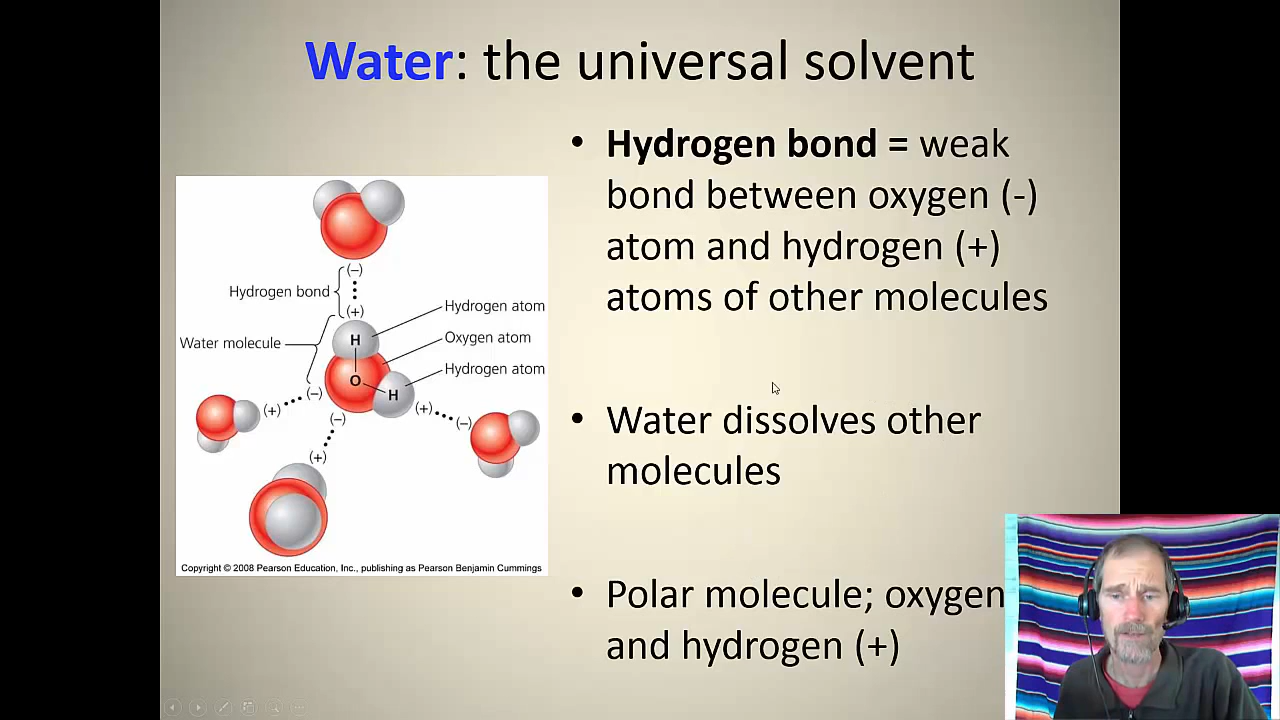 Water: the universal solvent
• Hydrogen bond = weak
bond between oxygen (-)
atom and hydrogen (+)
atoms of other molecules
• Water dissolves other
molecules
• Polar molecule; oxygen
and hydrogen (+)
(-)
Hydrogen bond
(+)
Hydrogen atom
H
Oxygen atom
Water molecule
Hydrogen atom
O
H
(-)
(+)
(+)
(-)
(-)
(+)
Copyright © 2008 Pearson Education, Inc., publishing as Pearson Benjamin Cummings